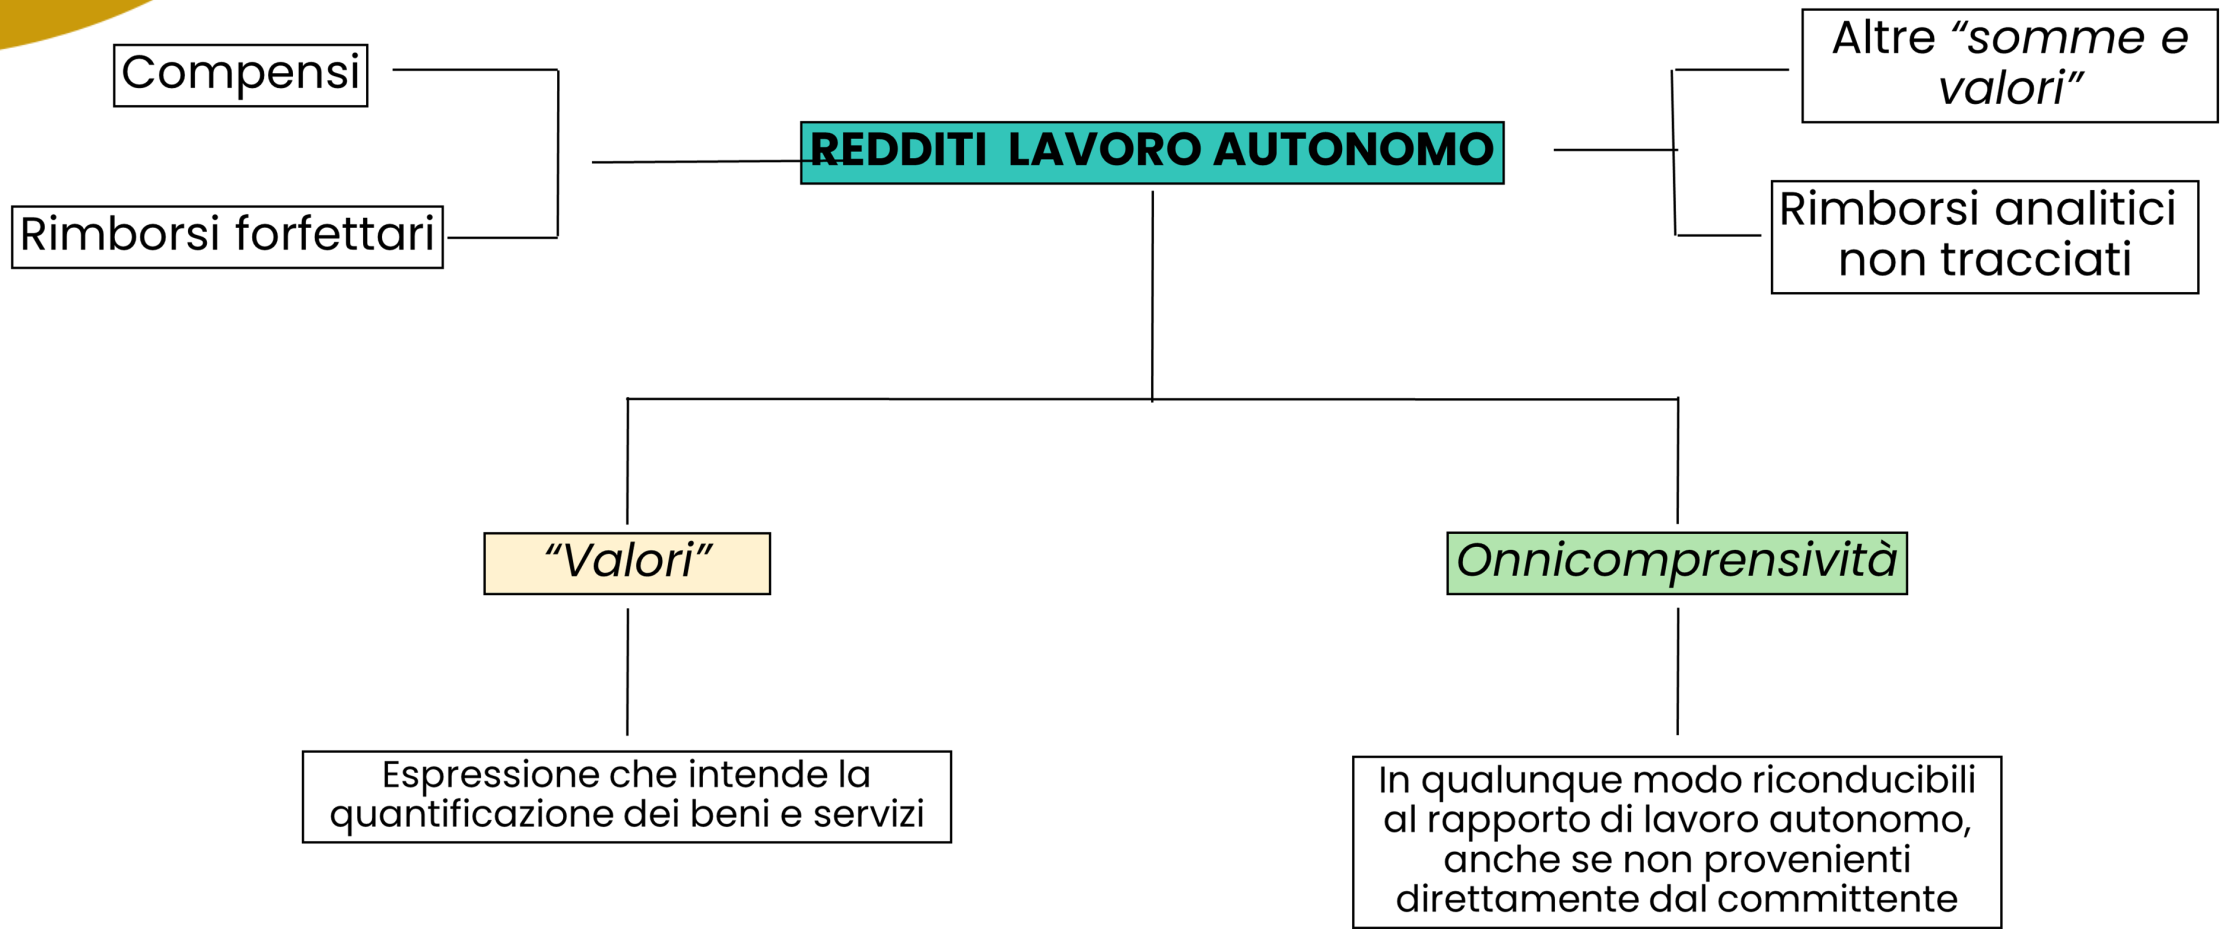 Compensi
Rimborsi forfettari
REDDITI LAVORO AUTONOMO
Altre “somme e
valori”
Rimborsi analitici
non tracciati
“Valori”
Onnicomprensività
Espressione che intende la
quantificazione dei beni e servizi
In qualunque modo riconducibili
al rapporto di lavoro autonomo,
anche se non provenienti
direttamente dal committente